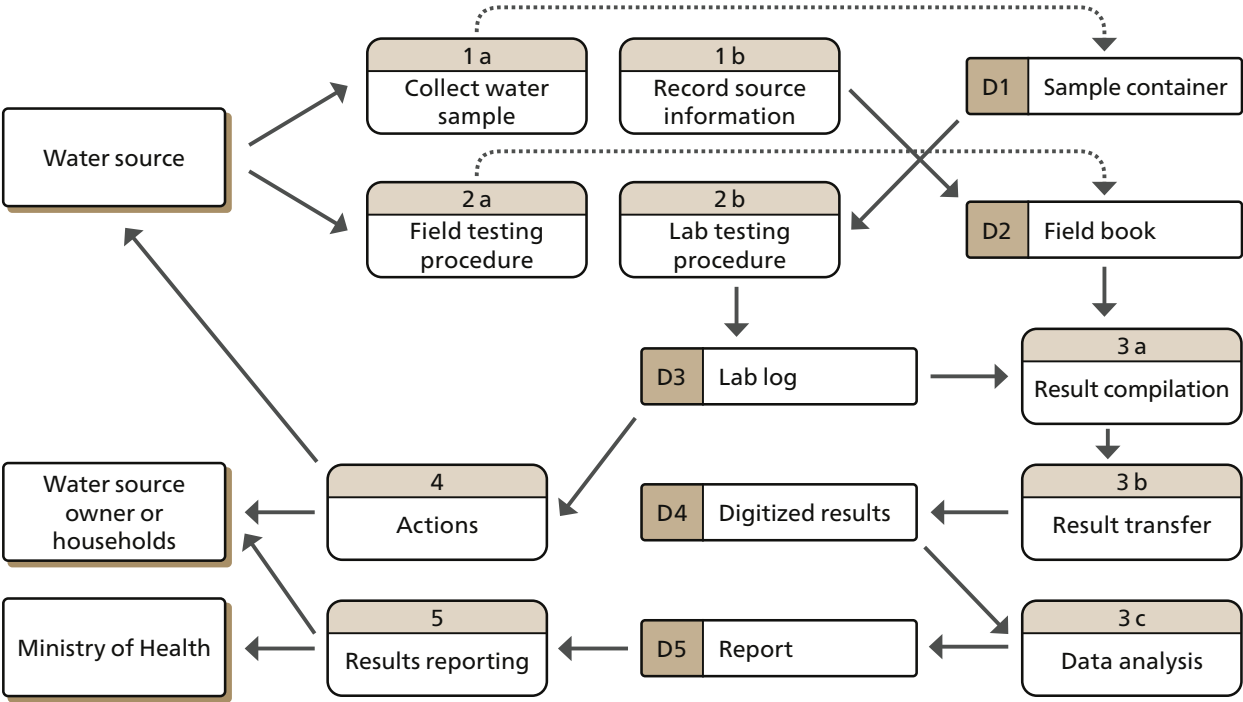 1 a
Collect water
sample
1 b
Record source
information
D1
Sample container
Water source
2 a
Field testing
procedure
2 b
Lab testing
procedure
D2
Field book
D3
Lab log
3 a
Result compilation
Water source
owner or
households
4
Actions
D4
Digitized results
3 b
Result transfer
Ministry of Health
5
Results reporting
D5
Report
3 c
Data analysis